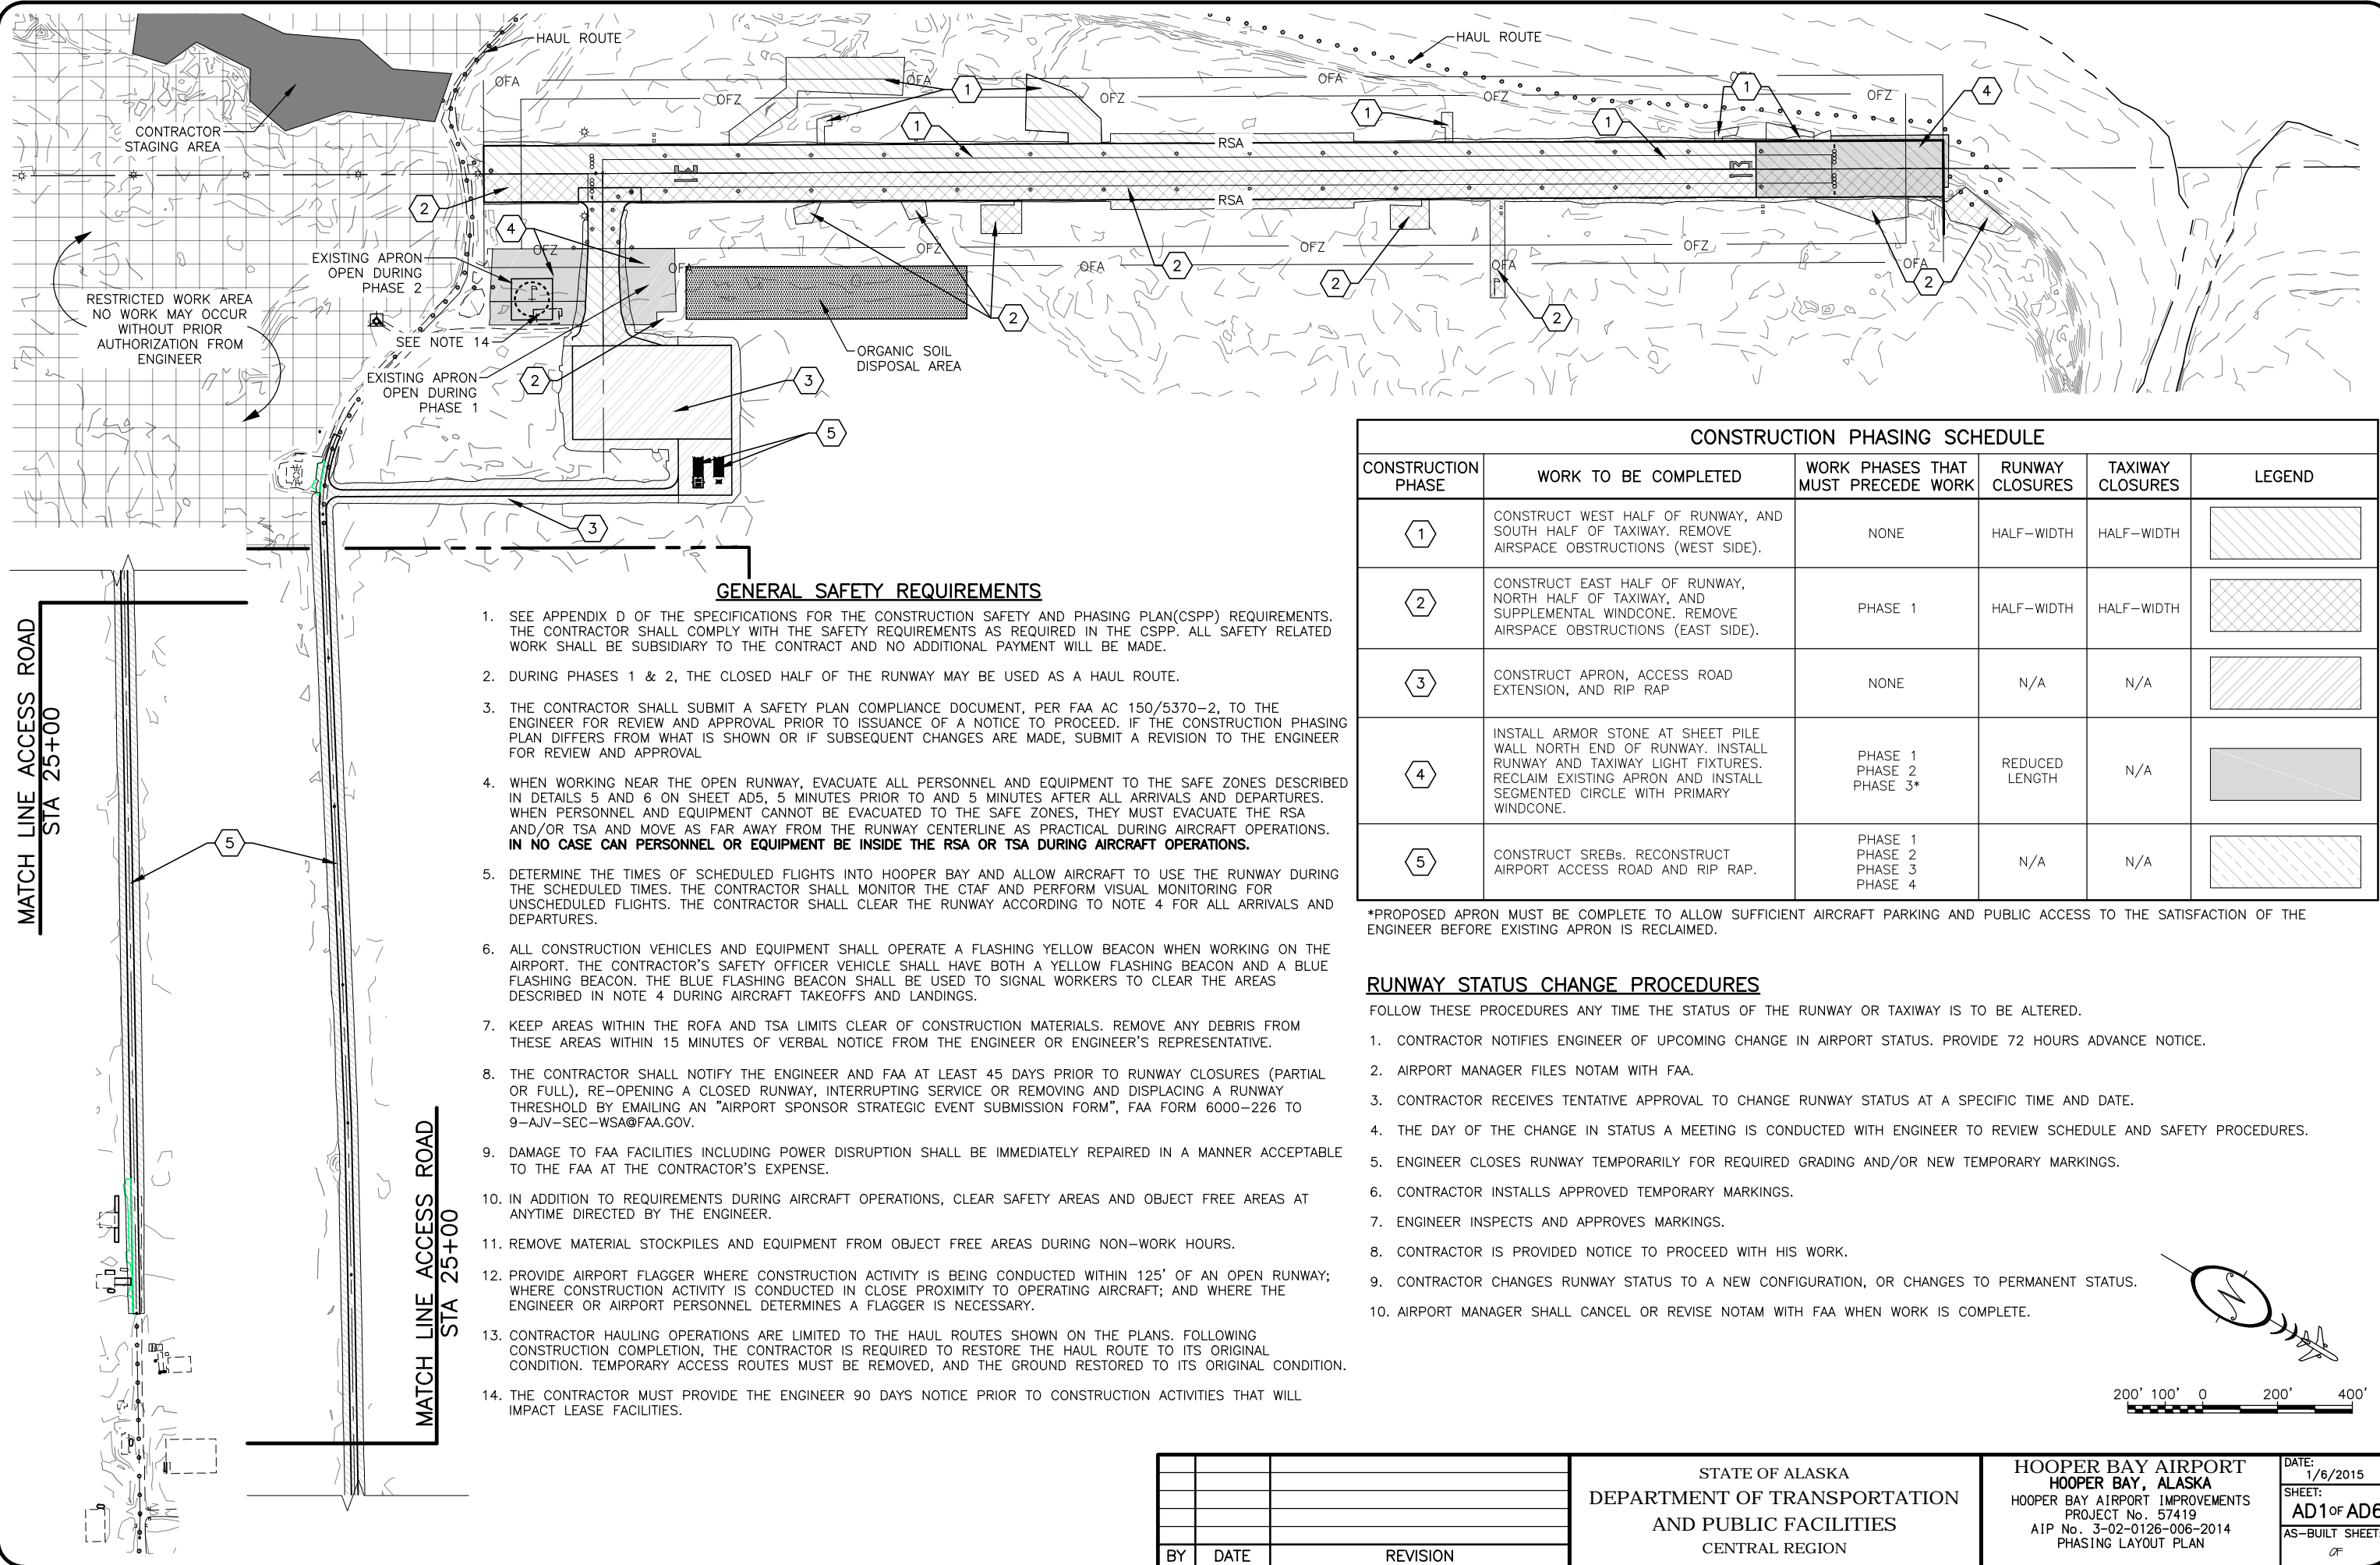 HAUL ROUTE
HAUL ROUTE
CONTRACTOR
STAGING AREA
OFA
OFA
OFA
OFA
OFZ
OFZ
OFZ
OFZ
1
1
1
1
1
4
RSA
RSA
13
31
2
4
OFZ
OFZ
OFZ
OFZ
OFA
OFA
OFA
OFA
EXISTING APRON
OPEN DURING
PHASE 2
RESTRICTED WORK AREA
NO WORK MAY OCCUR
WITHOUT PRIOR
AUTHORIZATION FROM
ENGINEER
SEE NOTE 14
EXISTING APRON
OPEN DURING
PHASE 1
ORGANIC SOIL
DISPOSAL AREA
2
2
2
2
2
2
3
5
3
MATCH LINE ACCESS ROAD
STA 25+00
5
MATCH LINE ACCESS ROAD
STA 25+00
GENERAL SAFETY REQUIREMENTS
1. SEE APPENDIX D OF THE SPECIFICATIONS FOR THE CONSTRUCTION SAFETY AND PHASING PLAN(CSPP) REQUIREMENTS.
THE CONTRACTOR SHALL COMPLY WITH THE SAFETY REQUIREMENTS AS REQUIRED IN THE CSPP. ALL SAFETY RELATED
WORK SHALL BE SUBSIDIARY TO THE CONTRACT AND NO ADDITIONAL PAYMENT WILL BE MADE.
2. DURING PHASES 1 & 2, THE CLOSED HALF OF THE RUNWAY MAY BE USED AS A HAUL ROUTE.
3. THE CONTRACTOR SHALL SUBMIT A SAFETY PLAN COMPLIANCE DOCUMENT, PER FAA AC 150/5370-2, TO THE
ENGINEER FOR REVIEW AND APPROVAL PRIOR TO ISSUANCE OF A NOTICE TO PROCEED. IF THE CONSTRUCTION PHASING
PLAN DIFFERS FROM WHAT IS SHOWN OR IF SUBSEQUENT CHANGES ARE MADE, SUBMIT A REVISION TO THE ENGINEER
FOR REVIEW AND APPROVAL
4. WHEN WORKING NEAR THE OPEN RUNWAY, EVACUATE ALL PERSONNEL AND EQUIPMENT TO THE SAFE ZONES DESCRIBED
IN DETAILS 5 AND 6 ON SHEET AD5, 5 MINUTES PRIOR TO AND 5 MINUTES AFTER ALL ARRIVALS AND DEPARTURES.
WHEN PERSONNEL AND EQUIPMENT CANNOT BE EVACUATED TO THE SAFE ZONES, THEY MUST EVACUATE THE RSA
AND/OR TSA AND MOVE AS FAR AWAY FROM THE RUNWAY CENTERLINE AS PRACTICAL DURING AIRCRAFT OPERATIONS.
IN NO CASE CAN PERSONNEL OR EQUIPMENT BE INSIDE THE RSA OR TSA DURING AIRCRAFT OPERATIONS.
5. DETERMINE THE TIMES OF SCHEDULED FLIGHTS INTO HOOPER BAY AND ALLOW AIRCRAFT TO USE THE RUNWAY DURING
THE SCHEDULED TIMES. THE CONTRACTOR SHALL MONITOR THE CTAF AND PERFORM VISUAL MONITORING FOR
UNSCHEDULED FLIGHTS. THE CONTRACTOR SHALL CLEAR THE RUNWAY ACCORDING TO NOTE 4 FOR ALL ARRIVALS AND
DEPARTURES.
6. ALL CONSTRUCTION VEHICLES AND EQUIPMENT SHALL OPERATE A FLASHING YELLOW BEACON WHEN WORKING ON THE
AIRPORT. THE CONTRACTOR'S SAFETY OFFICER VEHICLE SHALL HAVE BOTH A YELLOW FLASHING BEACON AND A BLUE
FLASHING BEACON. THE BLUE FLASHING BEACON SHALL BE USED TO SIGNAL WORKERS TO CLEAR THE AREAS
DESCRIBED IN NOTE 4 DURING AIRCRAFT TAKEOFFS AND LANDINGS.
7. KEEP AREAS WITHIN THE ROFA AND TSA LIMITS CLEAR OF CONSTRUCTION MATERIALS. REMOVE ANY DEBRIS FROM
THESE AREAS WITHIN 15 MINUTES OF VERBAL NOTICE FROM THE ENGINEER OR ENGINEER'S REPRESENTATIVE.
8. THE CONTRACTOR SHALL NOTIFY THE ENGINEER AND FAA AT LEAST 45 DAYS PRIOR TO RUNWAY CLOSURES (PARTIAL
OR FULL), RE-OPENING A CLOSED RUNWAY, INTERRUPTING SERVICE OR REMOVING AND DISPLACING A RUNWAY
THRESHOLD BY EMAILING AN "AIRPORT SPONSOR STRATEGIC EVENT SUBMISSION FORM", FAA FORM 6000-226 TO
9-AJV-SEC-WSA@FAA.GOV.
9. DAMAGE TO FAA FACILITIES INCLUDING POWER DISRUPTION SHALL BE IMMEDIATELY REPAIRED IN A MANNER ACCEPTABLE
TO THE FAA AT THE CONTRACTOR'S EXPENSE.
10. IN ADDITION TO REQUIREMENTS DURING AIRCRAFT OPERATIONS, CLEAR SAFETY AREAS AND OBJECT FREE AREAS AT
ANYTIME DIRECTED BY THE ENGINEER.
11. REMOVE MATERIAL STOCKPILES AND EQUIPMENT FROM OBJECT FREE AREAS DURING NON-WORK HOURS.
12. PROVIDE AIRPORT FLAGGER WHERE CONSTRUCTION ACTIVITY IS BEING CONDUCTED WITHIN 125' OF AN OPEN RUNWAY;
WHERE CONSTRUCTION ACTIVITY IS CONDUCTED IN CLOSE PROXIMITY TO OPERATING AIRCRAFT; AND WHERE THE
ENGINEER OR AIRPORT PERSONNEL DETERMINES A FLAGGER IS NECESSARY.
13. CONTRACTOR HAULING OPERATIONS ARE LIMITED TO THE HAUL ROUTES SHOWN ON THE PLANS. FOLLOWING
CONSTRUCTION COMPLETION, THE CONTRACTOR IS REQUIRED TO RESTORE THE HAUL ROUTE TO ITS ORIGINAL
CONDITION. TEMPORARY ACCESS ROUTES MUST BE REMOVED, AND THE GROUND RESTORED TO ITS ORIGINAL CONDITION.
14. THE CONTRACTOR MUST PROVIDE THE ENGINEER 90 DAYS NOTICE PRIOR TO CONSTRUCTION ACTIVITIES THAT WILL
IMPACT LEASE FACILITIES.
CONSTRUCTION PHASING SCHEDULE
CONSTRUCTION
PHASE
WORK TO BE COMPLETED
WORK PHASES THAT
MUST PRECEDE WORK
RUNWAY
CLOSURES
TAXIWAY
CLOSURES
LEGEND
1
CONSTRUCT WEST HALF OF RUNWAY, AND
SOUTH HALF OF TAXIWAY. REMOVE
AIRSPACE OBSTRUCTIONS (WEST SIDE).
NONE
HALF-WIDTH
HALF-WIDTH
2
CONSTRUCT EAST HALF OF RUNWAY,
NORTH HALF OF TAXIWAY, AND
SUPPLEMENTAL WINDCONE. REMOVE
AIRSPACE OBSTRUCTIONS (EAST SIDE).
PHASE 1
HALF-WIDTH
HALF-WIDTH
3
CONSTRUCT APRON, ACCESS ROAD
EXTENSION, AND RIP RAP
NONE
N/A
N/A
4
INSTALL ARMOR STONE AT SHEET PILE
WALL NORTH END OF RUNWAY. INSTALL
RUNWAY AND TAXIWAY LIGHT FIXTURES.
RECLAIM EXISTING APRON AND INSTALL
SEGMENTED CIRCLE WITH PRIMARY
WINDCONE.
PHASE 1
PHASE 2
PHASE 3*
REDUCED
LENGTH
N/A
5
CONSTRUCT SREBs. RECONSTRUCT
AIRPORT ACCESS ROAD AND RIP RAP.
PHASE 1
PHASE 2
PHASE 3
PHASE 4
N/A
N/A
*PROPOSED APRON MUST BE COMPLETE TO ALLOW SUFFICIENT AIRCRAFT PARKING AND PUBLIC ACCESS TO THE SATISFACTION OF THE
ENGINEER BEFORE EXISTING APRON IS RECLAIMED.
RUNWAY STATUS CHANGE PROCEDURES
FOLLOW THESE PROCEDURES ANY TIME THE STATUS OF THE RUNWAY OR TAXIWAY IS TO BE ALTERED.
1. CONTRACTOR NOTIFIES ENGINEER OF UPCOMING CHANGE IN AIRPORT STATUS. PROVIDE 72 HOURS ADVANCE NOTICE.
2. AIRPORT MANAGER FILES NOTAM WITH FAA.
3. CONTRACTOR RECEIVES TENTATIVE APPROVAL TO CHANGE RUNWAY STATUS AT A SPECIFIC TIME AND DATE.
4. THE DAY OF THE CHANGE IN STATUS A MEETING IS CONDUCTED WITH ENGINEER TO REVIEW SCHEDULE AND SAFETY PROCEDURES.
5. ENGINEER CLOSES RUNWAY TEMPORARILY FOR REQUIRED GRADING AND/OR NEW TEMPORARY MARKINGS.
6. CONTRACTOR INSTALLS APPROVED TEMPORARY MARKINGS.
7. ENGINEER INSPECTS AND APPROVES MARKINGS.
8. CONTRACTOR IS PROVIDED NOTICE TO PROCEED WITH HIS WORK.
9. CONTRACTOR CHANGES RUNWAY STATUS TO A NEW CONFIGURATION, OR CHANGES TO PERMANENT STATUS.
10. AIRPORT MANAGER SHALL CANCEL OR REVISE NOTAM WITH FAA WHEN WORK IS COMPLETE.
N
200' 100' 0 200' 400'
BY DATE REVISION
STATE OF ALASKA
DEPARTMENT OF TRANSPORTATION
AND PUBLIC FACILITIES
CENTRAL REGION
HOOPER BAY AIRPORT
HOOPER BAY, ALASKA
HOOPER BAY AIRPORT IMPROVEMENTS
PROJECT No. 57419
AIP No. 3-02-0126-006-2014
PHASING LAYOUT PLAN
DATE:
1/6/2015
SHEET:
AD1 OF AD6
AS-BUILT SHEET:
OF